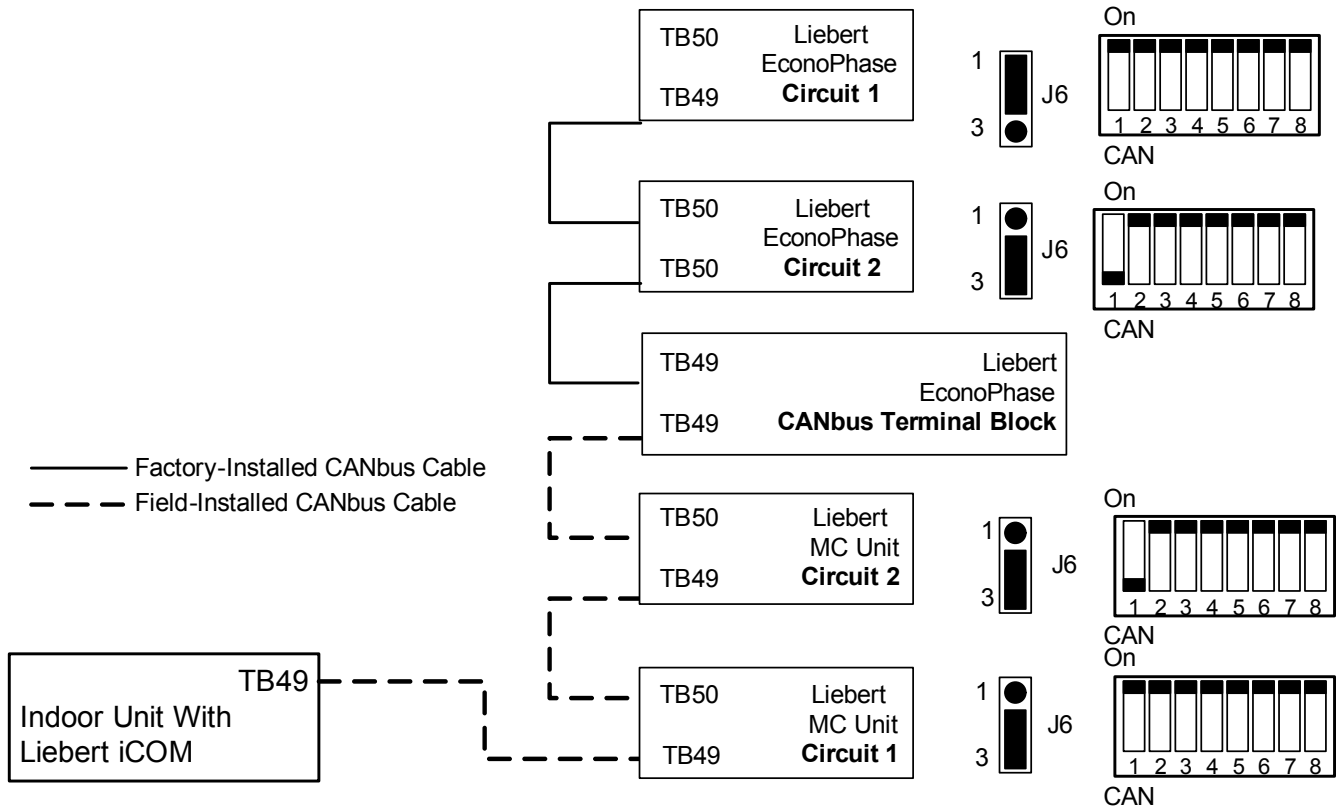 On
TB50 Liebert
EconoPhase
TB49 Circuit 1
1
J6
3
1 2 3 4 5 6 7 8
CAN
On
TB50 Liebert
EconoPhase
TB50 Circuit 2
1
J6
3
1 2 3 4 5 6 7 8
CAN
TB49 Liebert
EconoPhase
TB49 CANbus Terminal Block
Factory-Installed CANbus Cable
Field-Installed CANbus Cable
On
TB50 Liebert
MC Unit
TB49 Circuit 2
1
J6
3
1 2 3 4 5 6 7 8
CAN
On
TB50 Liebert
MC Unit
TB49 Circuit 1
1
J6
3
1 2 3 4 5 6 7 8
CAN
TB49
Indoor Unit With
Liebert iCOM